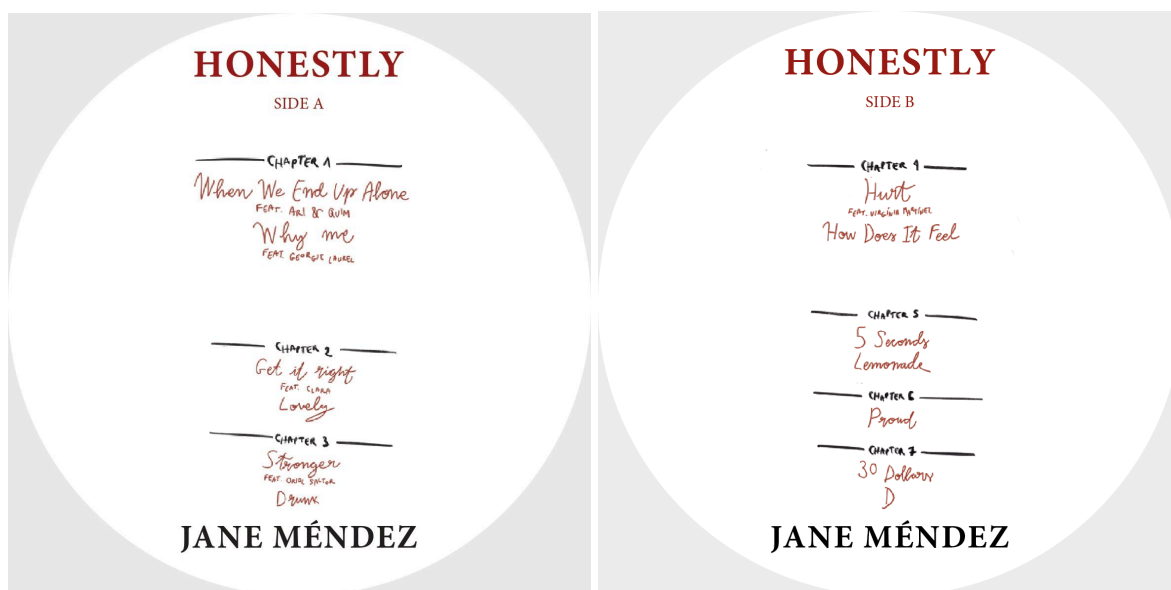 HONESTLY
SIDE A
CHAPTER 1
When We End Up Alone
FEAT. ARI & QUIM
Why me
FEAT. GEORGIE LAUREL
CHAPTER 2
Get it right
FEAT. CLARA
Lovely
CHAPTER 3
Stronger
FEAT. ORIOL SALTOR
Drunk
JANE MÉNDEZ
HONESTLY
SIDE B
CHAPTER 4
Hurt
FEAT. VIRGÍNIA MARTÍNEZ
How Does It Feel
CHAPTER 5
5 Seconds
Lemonade
CHAPTER 6
Proud
CHAPTER 7
30 Dollars
D
JANE MÉNDEZ